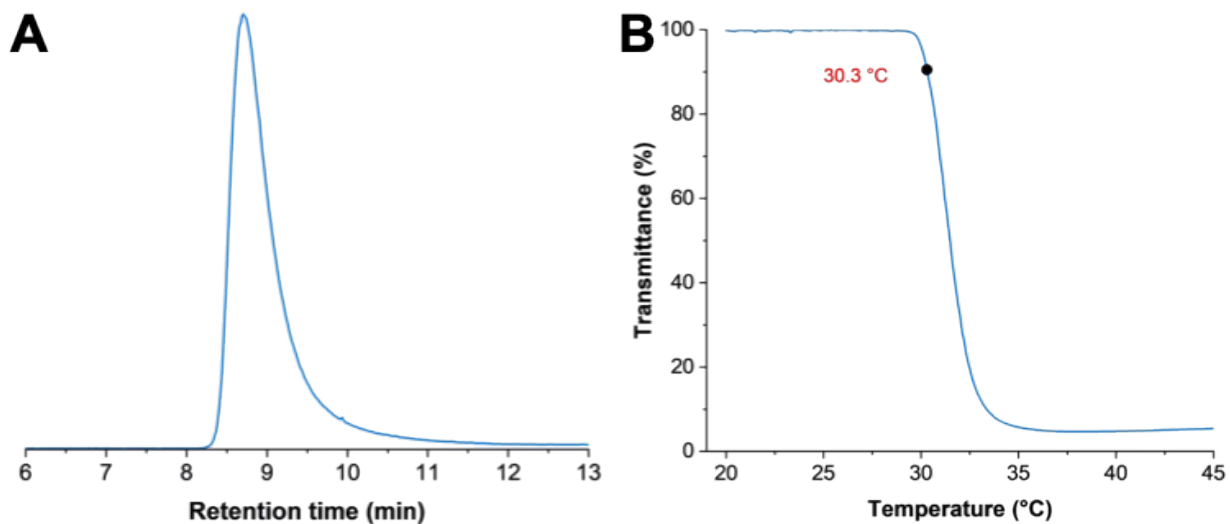 A
6 7 8 9 10 11 12 13
Retention time (min)
B
100
80
60
40
20
0
Transmittance (%)
30.3 °C
20 25 30 35 40 45
Temperature (°C)